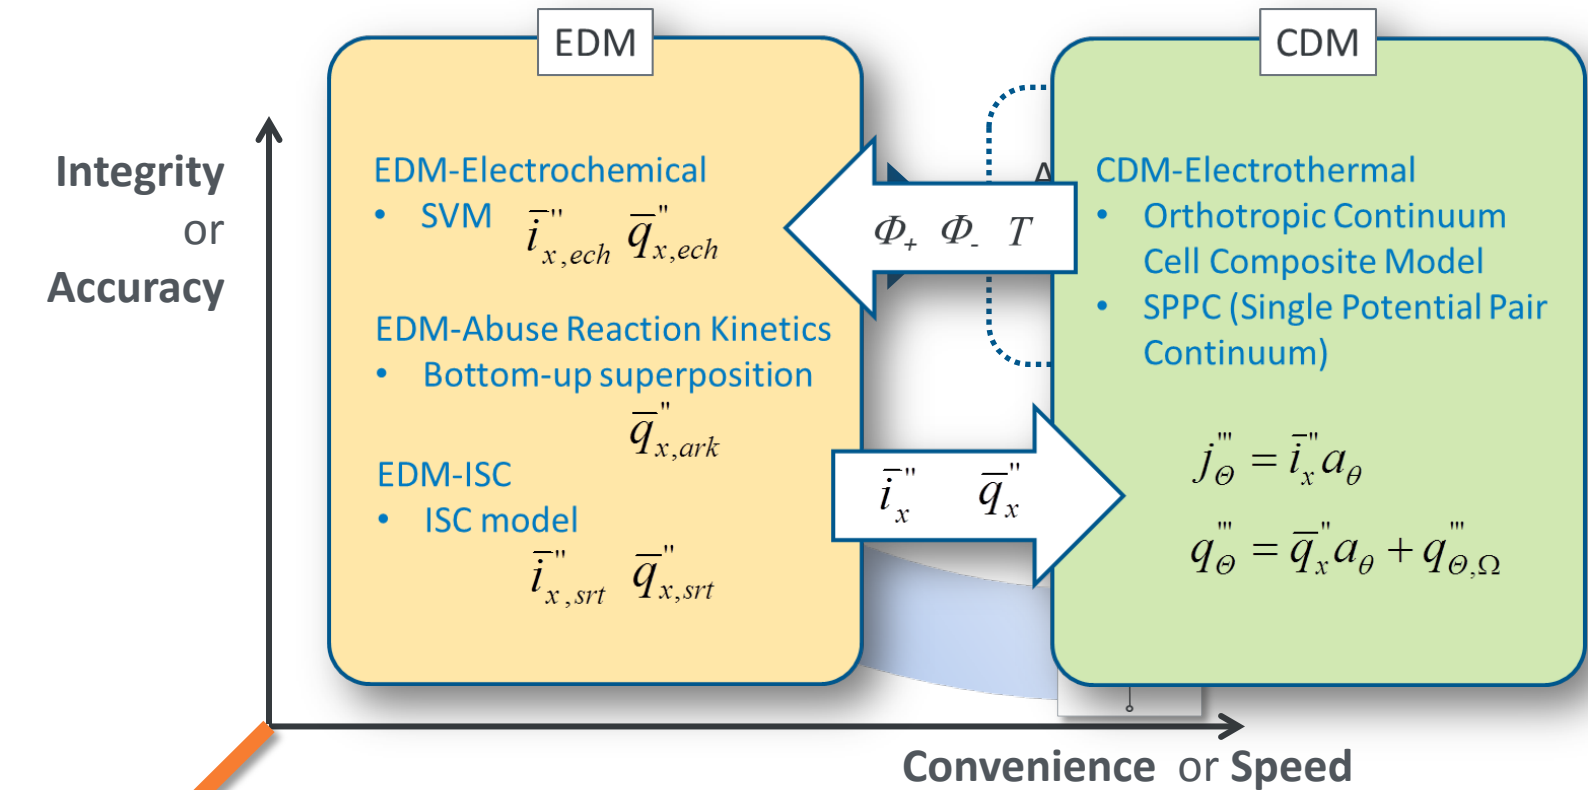 EDM
CDM
Integrity
or
Accuracy
EDM-Electrochemical
• SVM i̅″x,ech q̅″x,ech
EDM-Abuse Reaction Kinetics
• Bottom-up superposition
q̅″x,ark
EDM-ISC
• ISC model
i̅″x,srt q̅″x,srt
A
Φ+ Φ- T
i̅″x q̅″x
CDM-Electrothermal
• Orthotropic Continuum
Cell Composite Model
• SPPC (Single Potential Pair
Continuum)
j‴Θ = i̅″x aθ
q‴Θ = q̅″x aθ + q‴Θ,Ω
Convenience or Speed